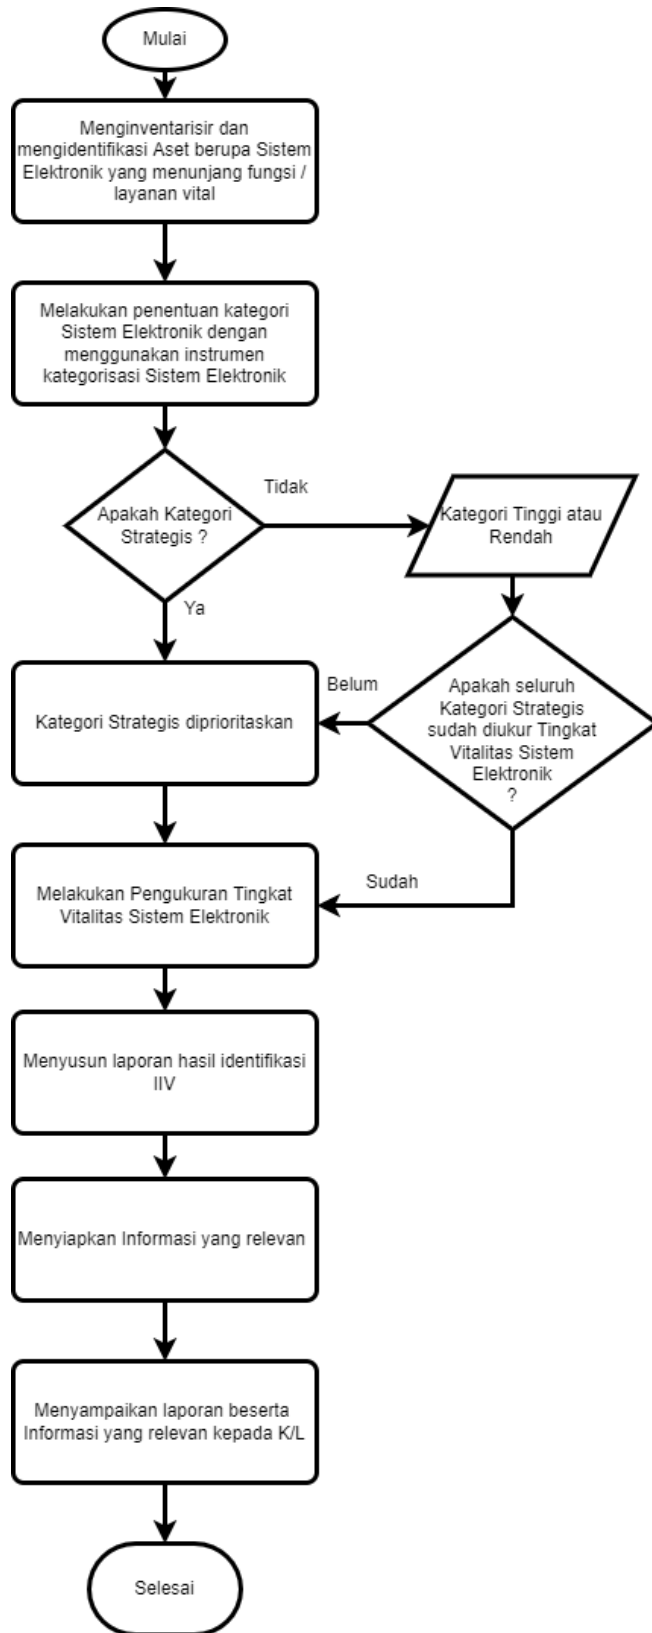 Mulai
Menginventarisir dan
mengidentifikasi Aset berupa Sistem
Elektronik yang menunjang fungsi /
layanan vital
Melakukan penentuan kategori
Sistem Elektronik dengan
menggunakan instrumen
kategorisasi Sistem Elektronik
Apakah Kategori
Strategis ?
Tidak
Kategori Tinggi atau
Rendah
Ya
Kategori Strategis diprioritaskan
Belum
Apakah seluruh
Kategori Strategis
sudah diukur Tingkat
Vitalitas Sistem
Elektronik
?
Melakukan Pengukuran Tingkat
Vitalitas Sistem Elektronik
Sudah
Menyusun laporan hasil identifikasi
IIV
Menyiapkan Informasi yang relevan
Menyampaikan laporan beserta
Informasi yang relevan kepada K/L
Selesai